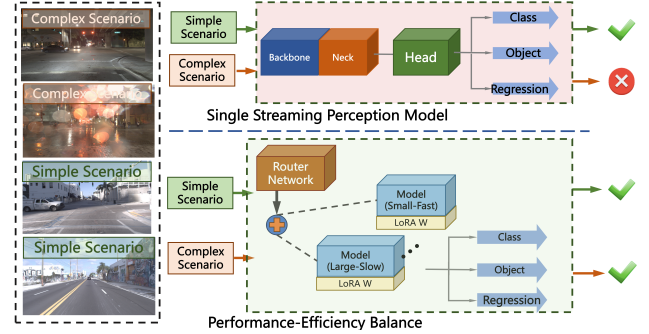 Complex Scenario
Complex Scenario
Simple Scenario
Simple Scenario
Simple
Scenario
Complex
Scenario
Backbone
Neck
Head
Class
Object
Regression
Single Streaming Perception Model
Simple
Scenario
Complex
Scenario
Router
Network
Model
(Small-Fast)
LoRA W
Model
(Large-Slow)
LoRA W
Class
Object
Regression
Performance-Efficiency Balance